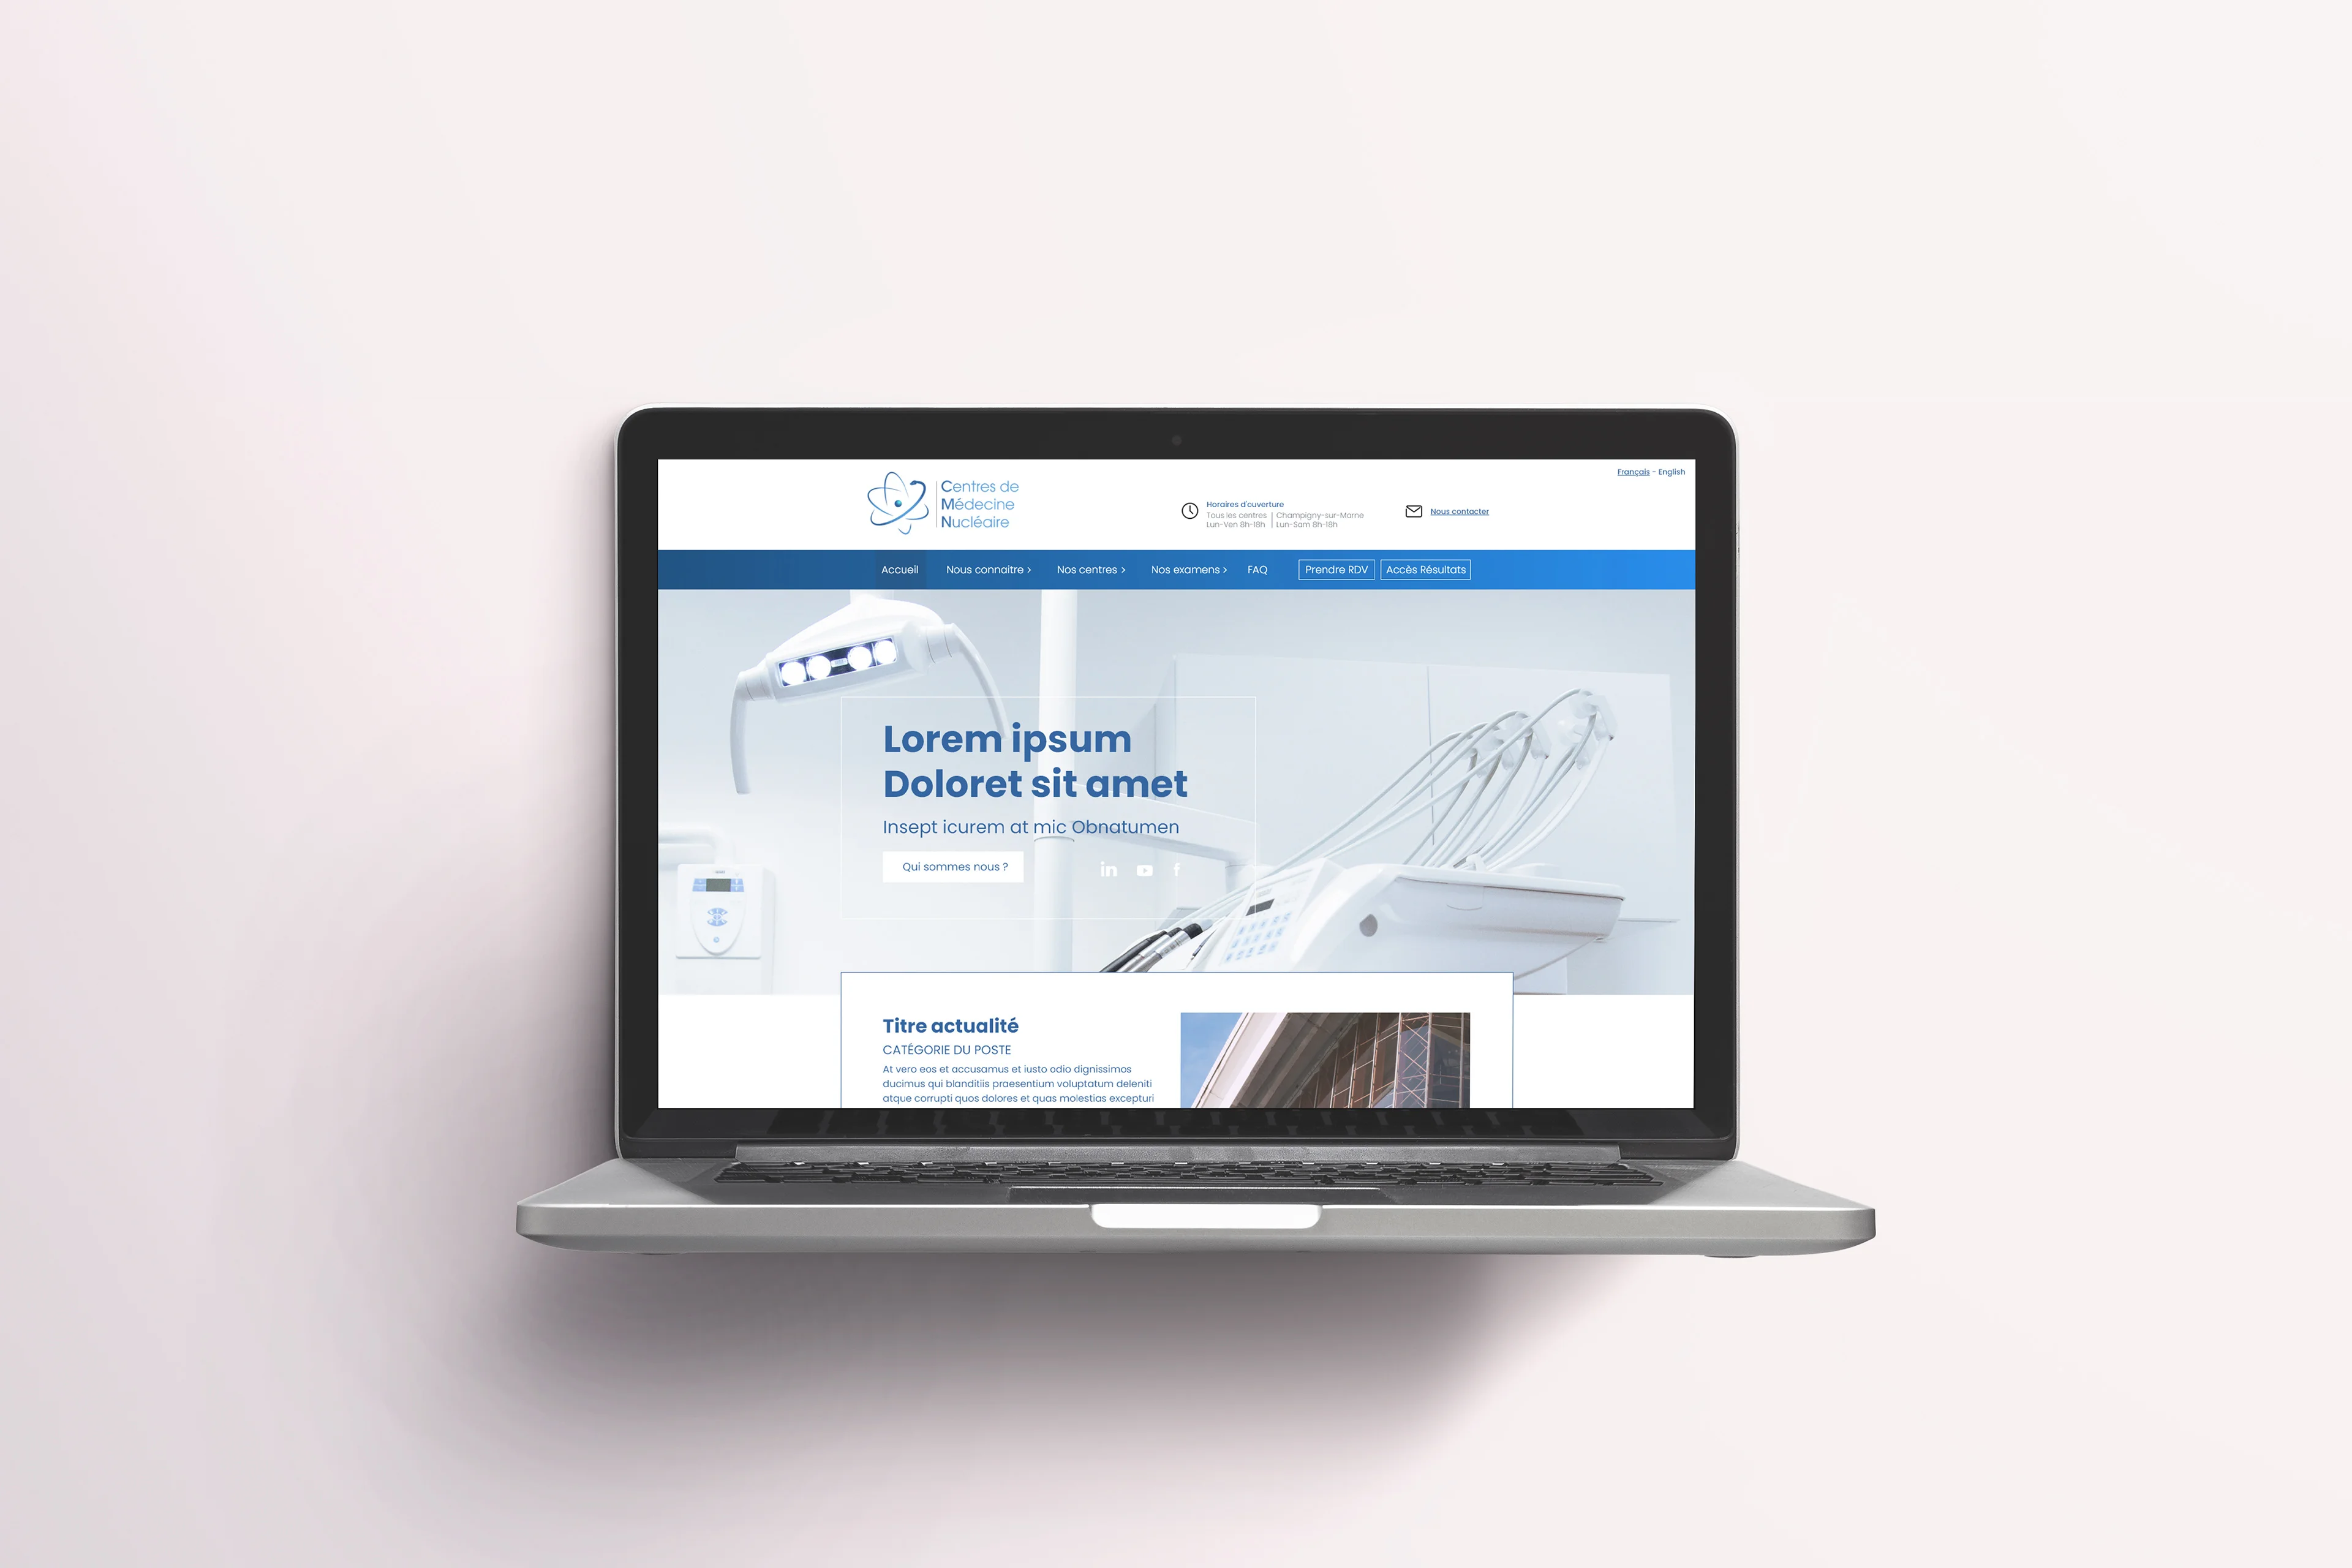 Français - English
Centres de
Médecine
Nucléaire
Horaires d'ouverture
Tous les centres | Champigny-sur-Marne
Lun-Ven 8h-18h | Lun-Sam 8h-18h
Nous contacter
Accueil Nous connaitre > Nos centres > Nos examens > FAQ Prendre RDV Accès Résultats
Lorem ipsum
Doloret sit amet
Insept icurem at mic Obnatumen
Qui sommes nous ?
in f
Titre actualité
CATÉGORIE DU POSTE
At vero eos et accusamus et iusto odio dignissimos
ducimus qui blanditiis praesentium voluptatum deleniti
atque corrupti quos dolores et quas molestias excepturi